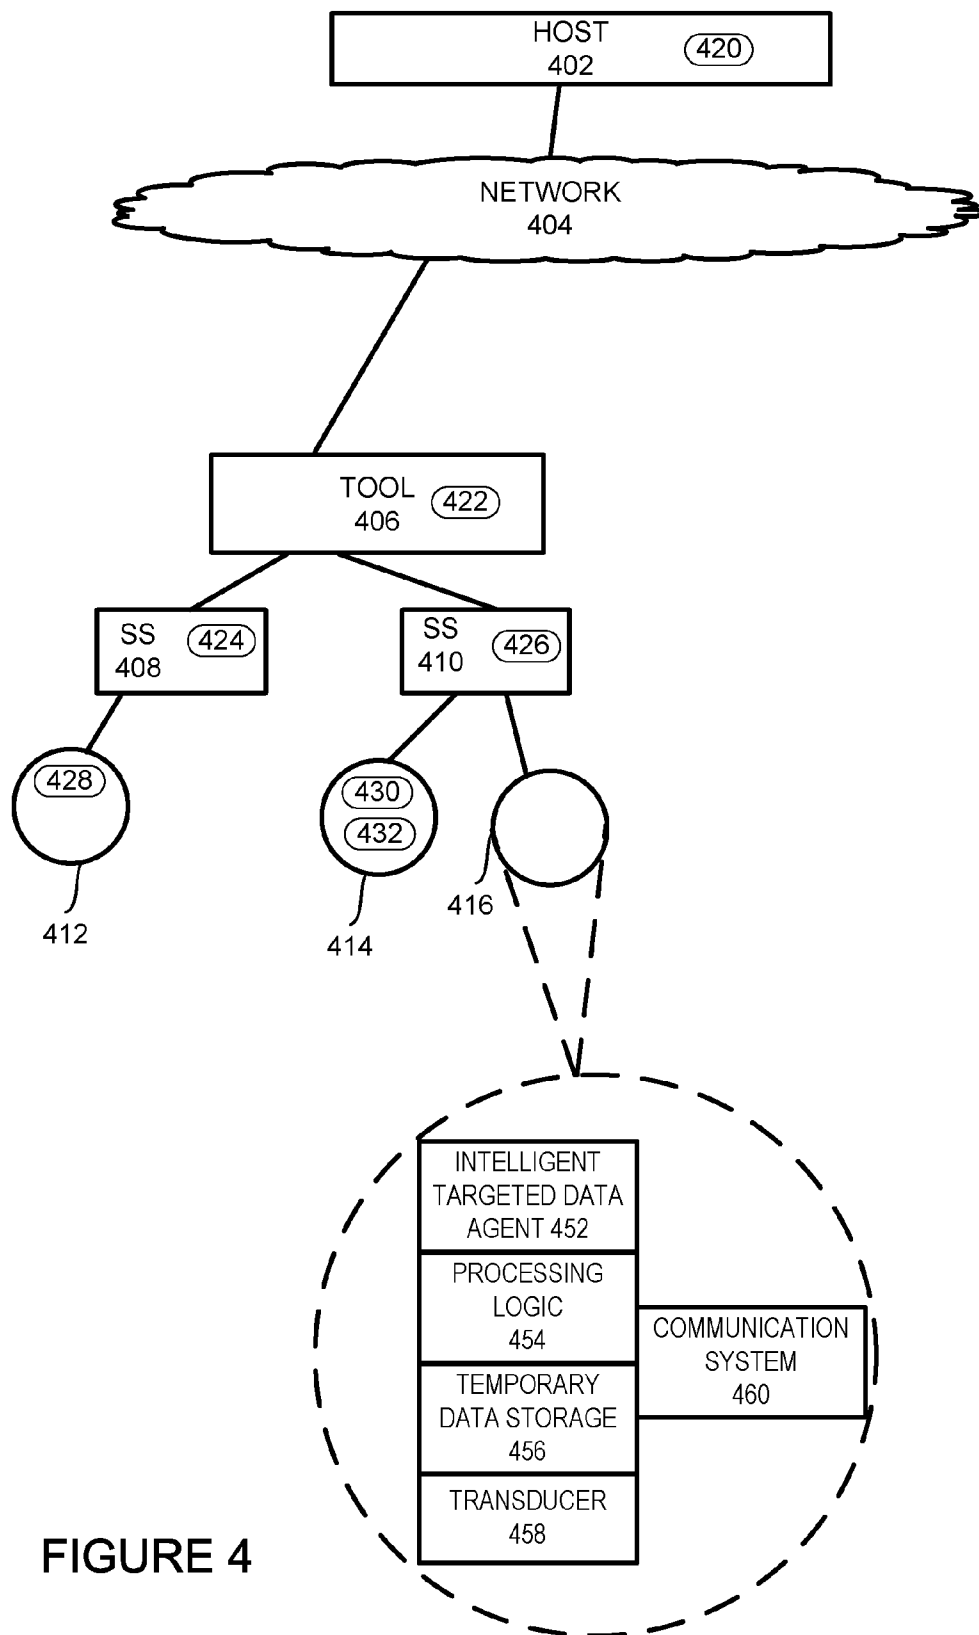 HOST
402
420
NETWORK
404
TOOL
406
422
SS
408
424
SS
410
426
428
430
432
412
414
416
INTELLIGENT
TARGETED DATA
AGENT 452
PROCESSING
LOGIC
454
COMMUNICATION
SYSTEM
460
TEMPORARY
DATA STORAGE
456
TRANSDUCER
458
FIGURE 4